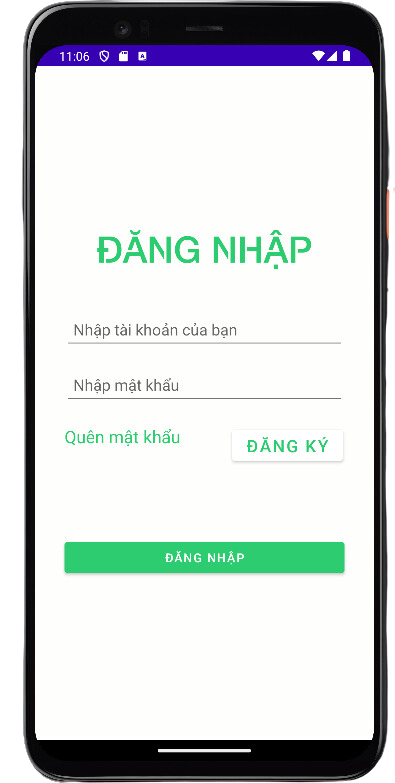 11:06
ĐĂNG NHẬP
Nhập tài khoản của bạn
Nhập mật khẩu
Quên mật khẩu
ĐĂNG KÝ
ĐĂNG NHẬP